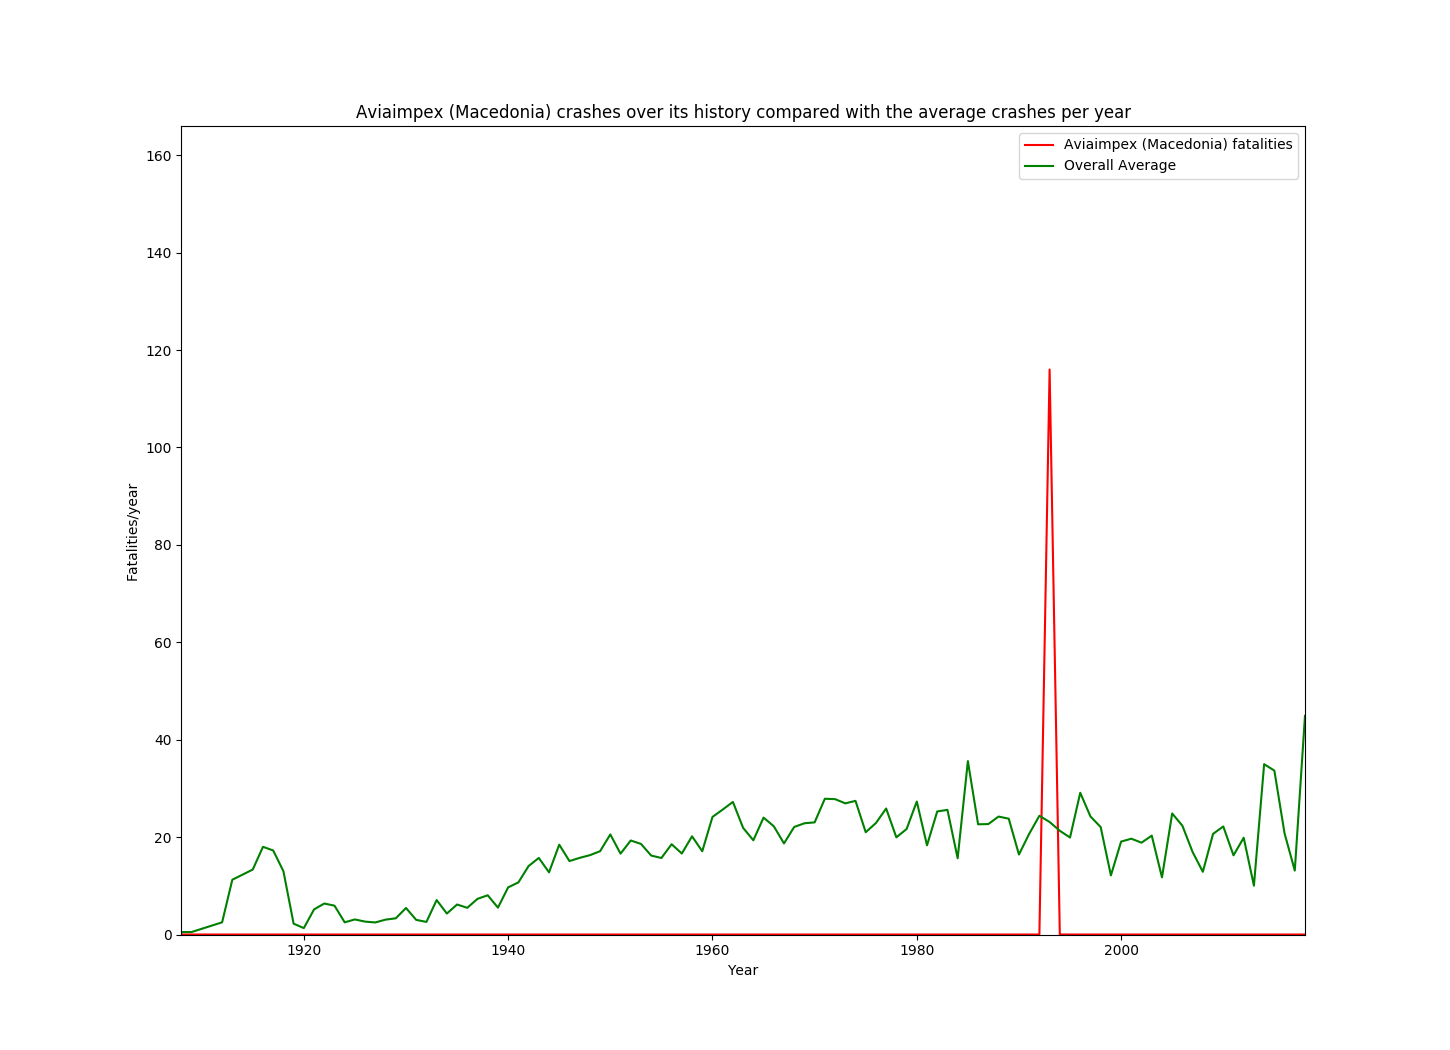 Aviaimpex (Macedonia) crashes over its history compared with the average crashes per year
Aviaimpex (Macedonia) fatalities
Overall Average
160
140
120
100
80
60
40
20
0
Fatalities/year
1920 1940 1960 1980 2000
Year